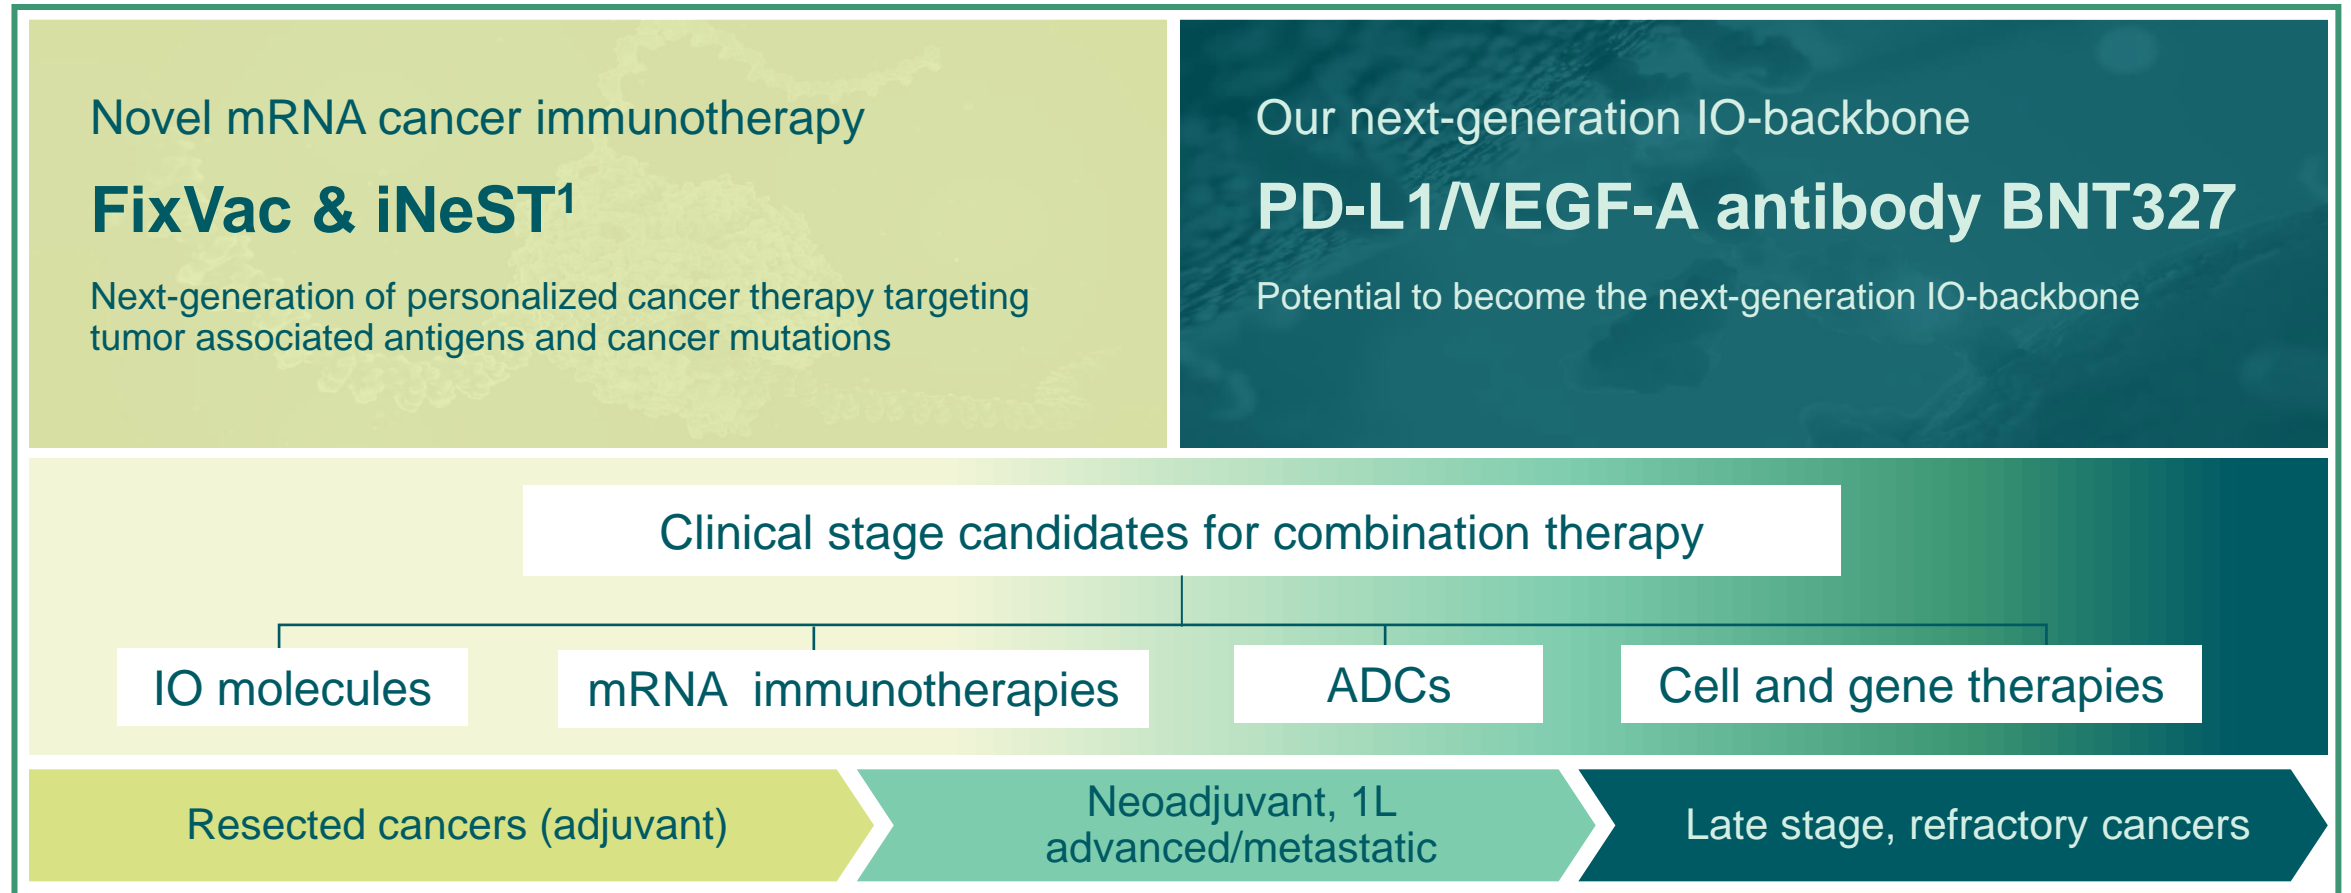 Novel mRNA cancer immunotherapy
FixVac & iNeST¹
Next-generation of personalized cancer therapy targeting
tumor associated antigens and cancer mutations
Our next-generation IO-backbone
PD-L1/VEGF-A antibody BNT327
Potential to become the next-generation IO-backbone
Clinical stage candidates for combination therapy
IO molecules
mRNA immunotherapies
ADCs
Cell and gene therapies
Resected cancers (adjuvant)
Neoadjuvant, 1L
advanced/metastatic
Late stage, refractory cancers